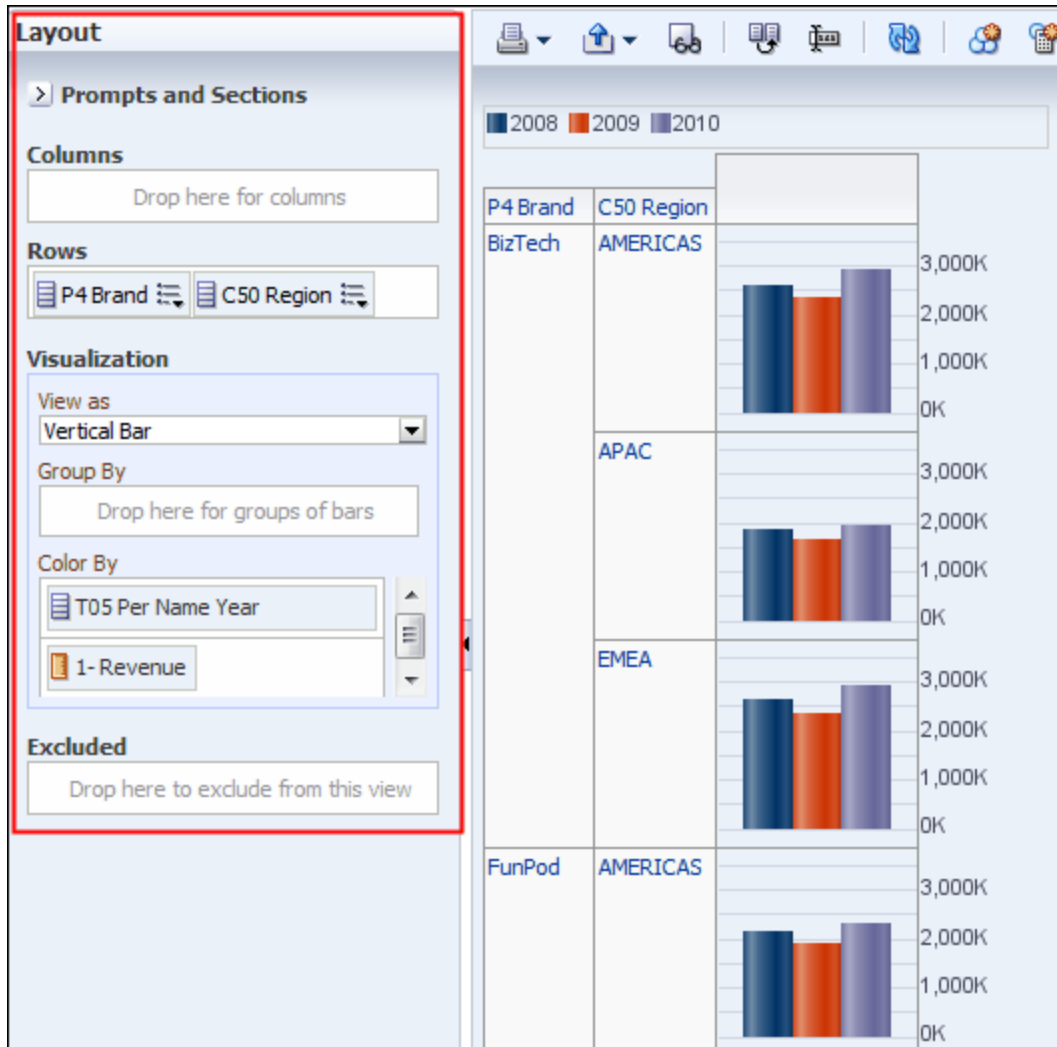 Layout
Prompts and Sections
Columns
Drop here for columns
Rows
P4 Brand C50 Region
Visualization
View as
Vertical Bar
Group By
Drop here for groups of bars
Color By
T05 Per Name Year
1- Revenue
Excluded
Drop here to exclude from this view
2008 2009 2010
P4 Brand C50 Region
BizTech AMERICAS
3,000K
2,000K
1,000K
0K
APAC
3,000K
2,000K
1,000K
0K
EMEA
3,000K
2,000K
1,000K
0K
FunPod AMERICAS
3,000K
2,000K
1,000K
0K